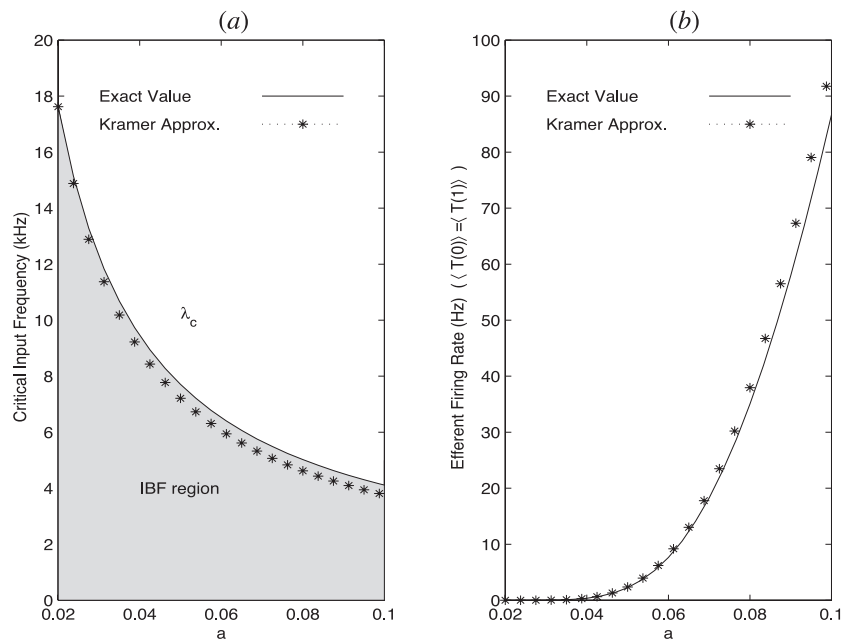 (a)
20
18
16
14
12
10
8
6
4
2
0
Critical Input Frequency (kHz)
Exact Value
Kramer Approx.
λc
IBF region
0.02
0.04
0.06
0.08
0.1
a
(b)
100
90
80
70
60
50
40
30
20
10
0
Efferent Firing Rate (Hz) (⟨ T(0)⟩ =⟨ T(1)⟩ )
Exact Value
Kramer Approx.
0.02
0.04
0.06
0.08
0.1
a